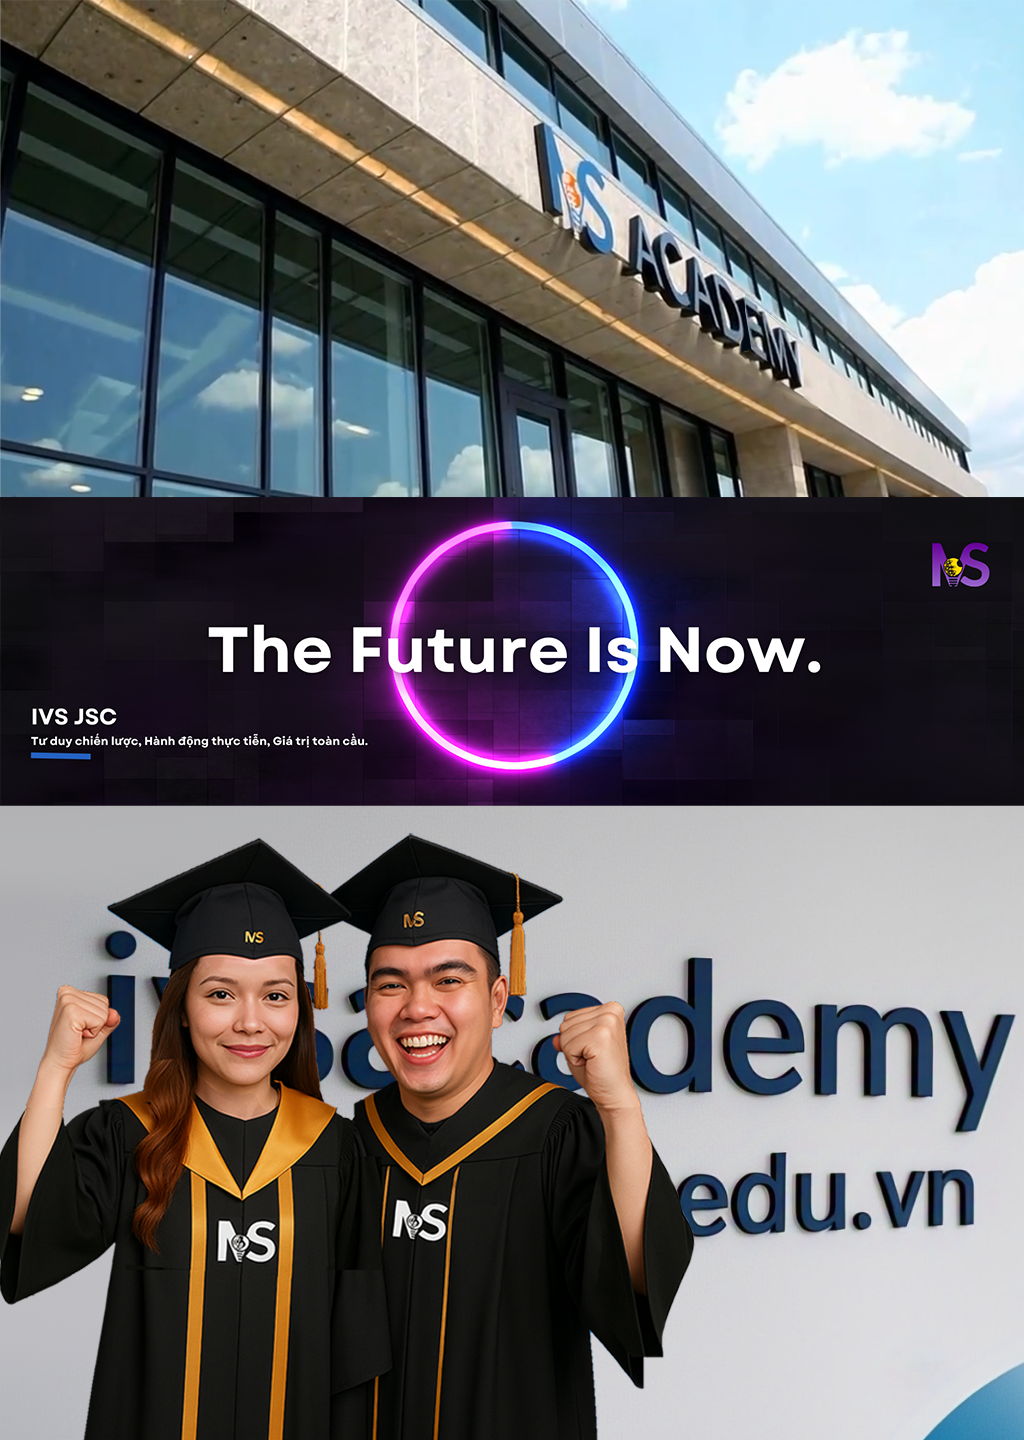 IVS ACADEMY
The Future Is Now.
IVS
IVS JSC
Tư duy chiến lược, Hành động thực tiễn, Giá trị toàn cầu.
IVS
IVS
ivsacademy
edu.vn
IVS
IVS